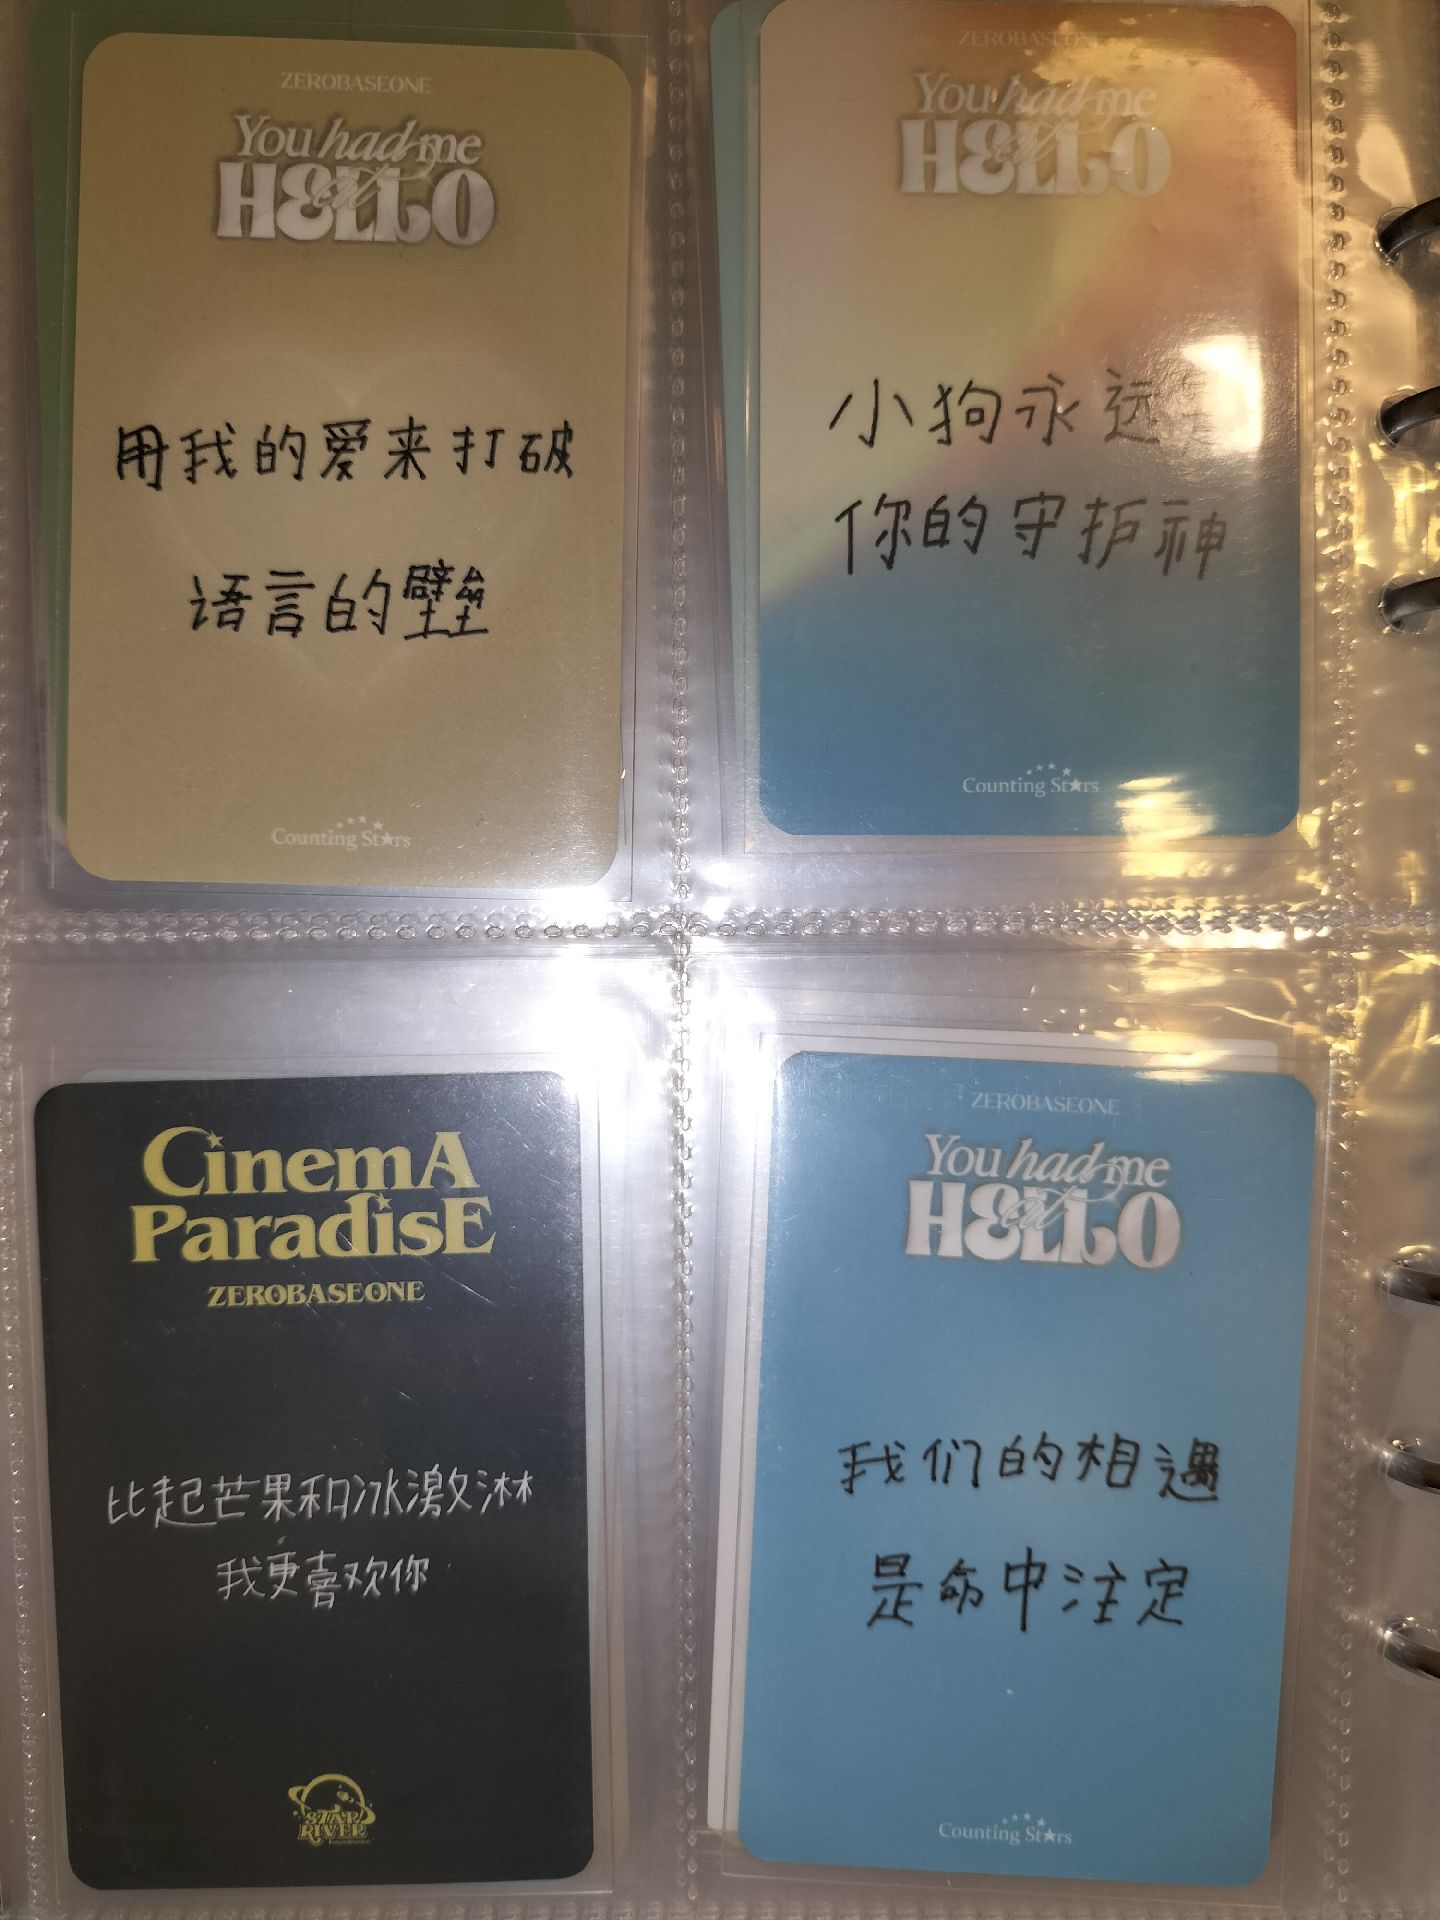 ZEROBASEONE
You had me
at
HELLO
用我的爱来打破
语言的壁垒
Counting Stars
ZEROBASEONE
You had me
at
HELLO
小狗永远
你的守护神
Counting Stars
CinemA
ParadisE
ZEROBASEONE
比起芒果和冰激淋
我更喜欢你
STAR
RIVER
ZEROBASEONE
You had me
at
HELLO
我们的相遇
是命中注定
Counting Stars